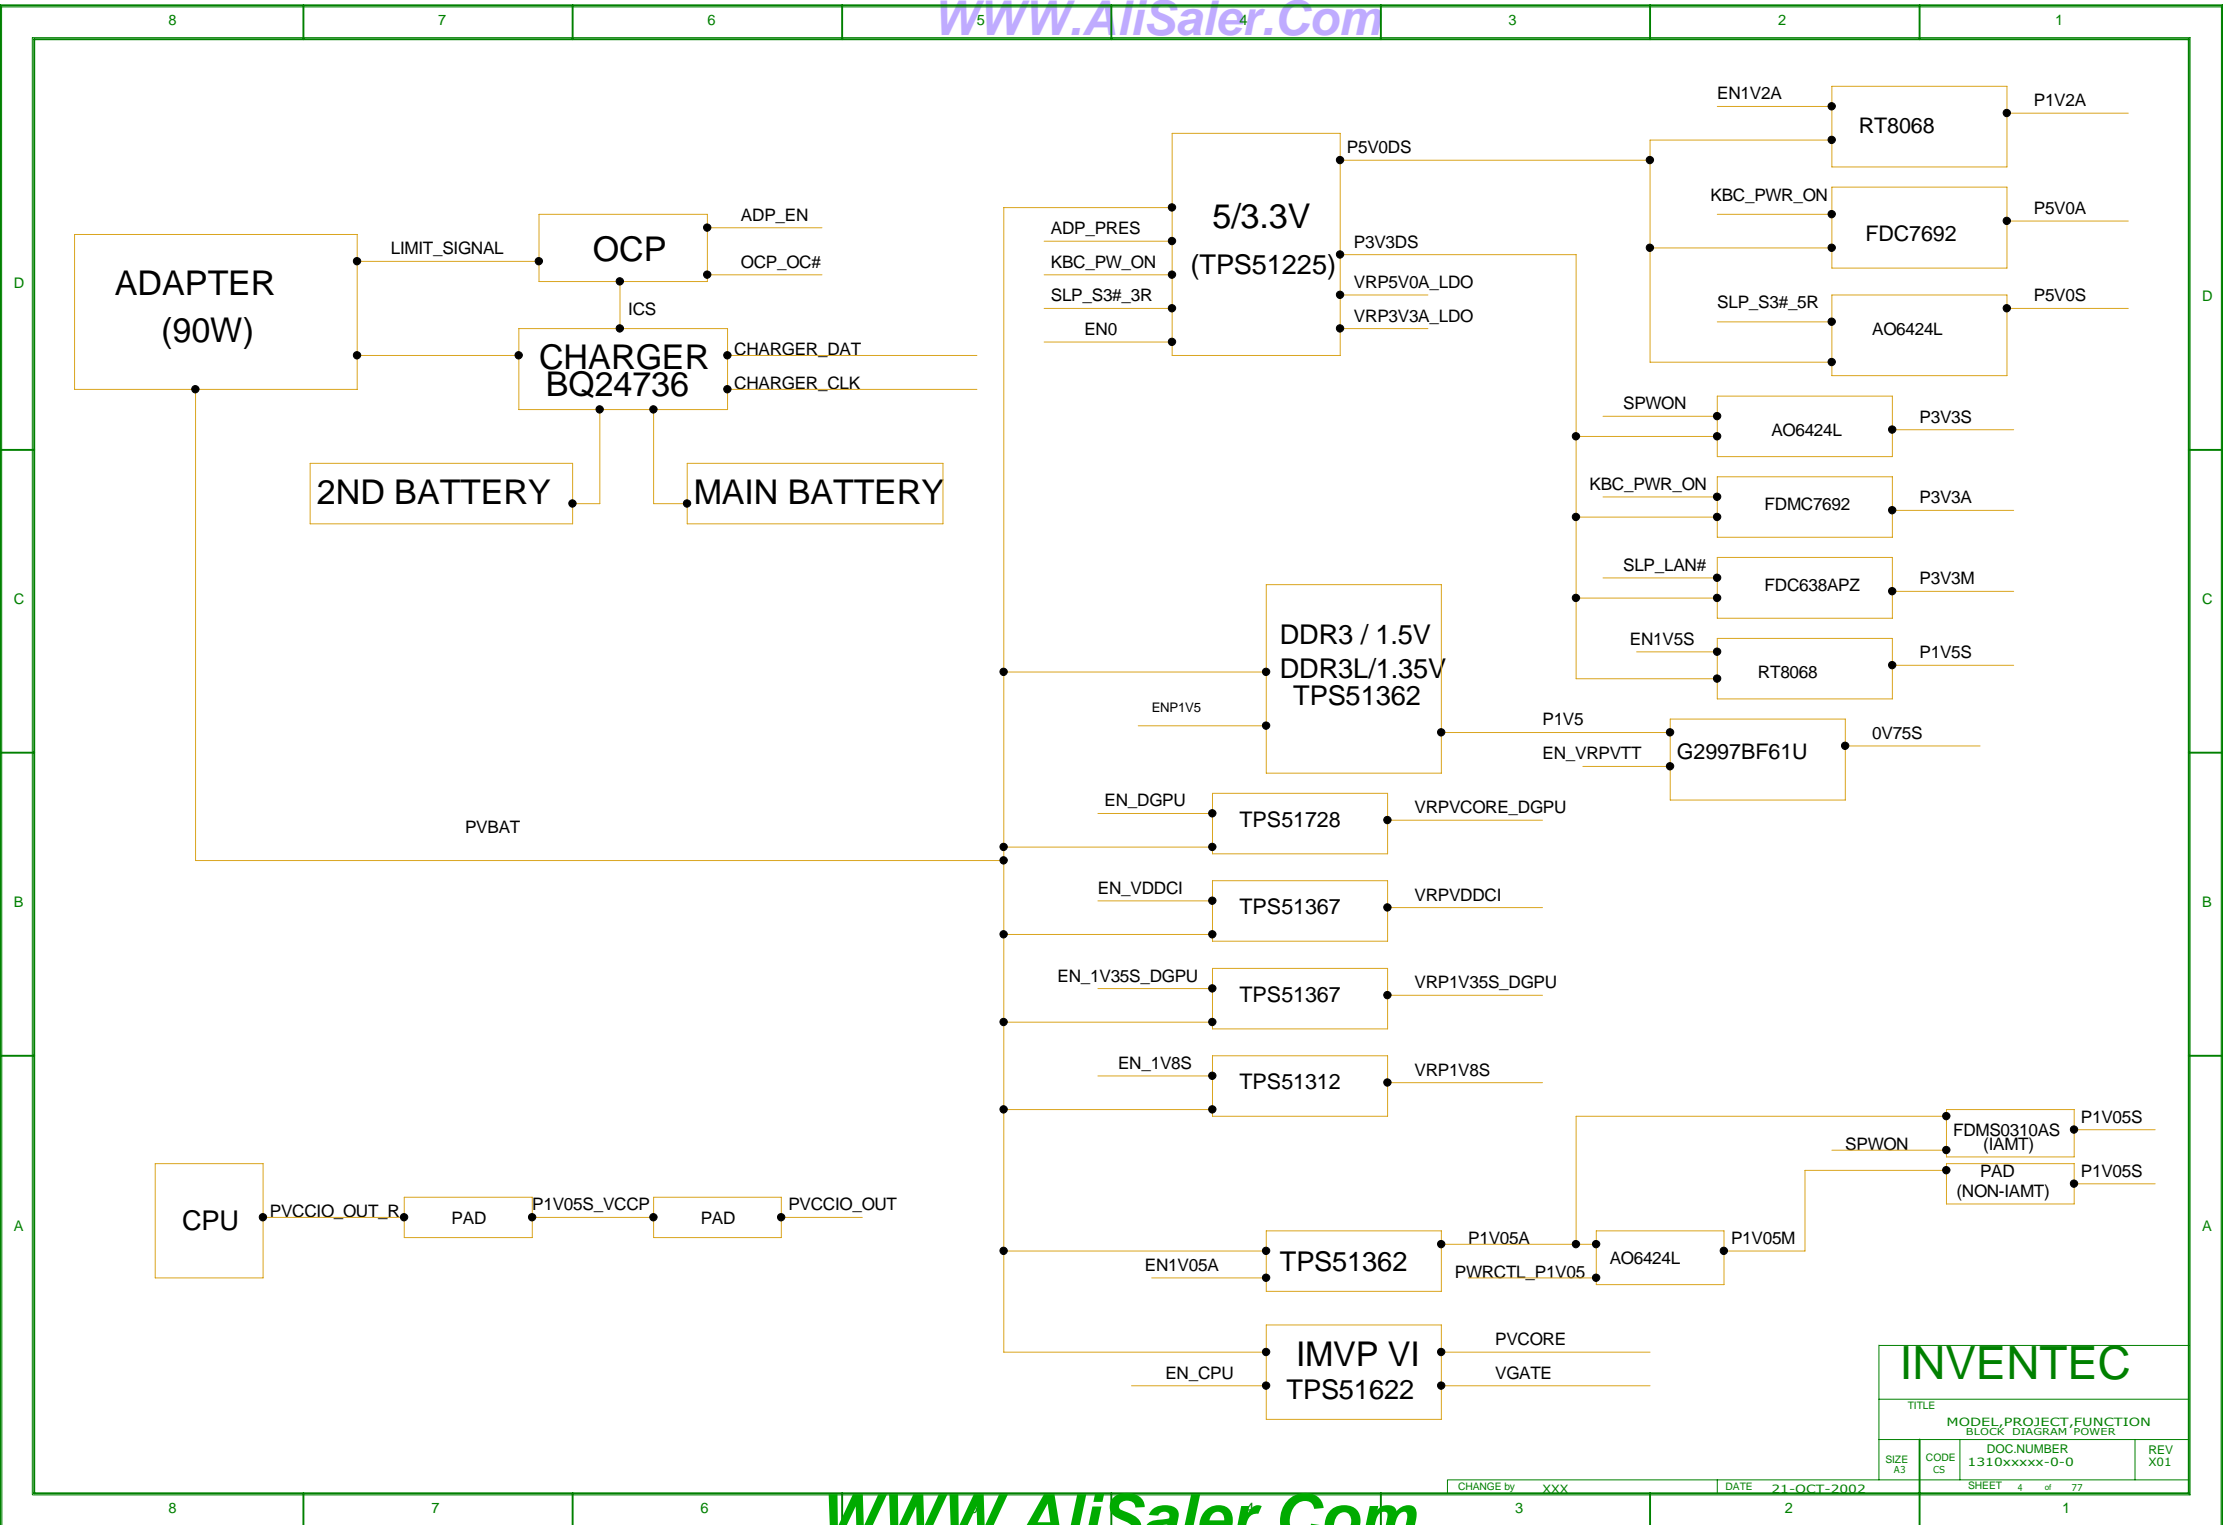 WWW.AliSaler.Com
8 7 6 5 4 3 2 1
D
D
C
C
B
B
A
A
ADAPTER
(90W)
LIMIT_SIGNAL
OCP
ADP_EN
OCP_OC#
ICS
CHARGER
BQ24736
CHARGER_DAT
CHARGER_CLK
2ND BATTERY
MAIN BATTERY
PVBAT
ADP_PRES
KBC_PW_ON
SLP_S3#_3R
EN0
5/3.3V
(TPS51225)
P5V0DS
P3V3DS
VRP5V0A_LDO
VRP3V3A_LDO
EN1V2A
RT8068
P1V2A
KBC_PWR_ON
FDC7692
P5V0A
SLP_S3#_5R
AO6424L
P5V0S
SPWON
AO6424L
P3V3S
KBC_PWR_ON
FDMC7692
P3V3A
SLP_LAN#
FDC638APZ
P3V3M
EN1V5S
RT8068
P1V5S
DDR3 / 1.5V
DDR3L/1.35V
TPS51362
ENP1V5
P1V5
EN_VRPVTT
G2997BF61U
0V75S
EN_DGPU
TPS51728
VRPVCORE_DGPU
EN_VDDCI
TPS51367
VRPVDDCI
EN_1V35S_DGPU
TPS51367
VRP1V35S_DGPU
EN_1V8S
TPS51312
VRP1V8S
CPU
PVCCIO_OUT_R
PAD
P1V05S_VCCP
PAD
PVCCIO_OUT
EN1V05A
TPS51362
P1V05A
PWRCTL_P1V05
AO6424L
P1V05M
SPWON
FDMS0310AS
(IAMT)
P1V05S
PAD
(NON-IAMT)
P1V05S
EN_CPU
IMVP VI
TPS51622
PVCORE
VGATE
INVENTEC
TITLE
MODEL,PROJECT,FUNCTION
BLOCK DIAGRAM POWER
SIZE
A3
CODE
CS
DOC.NUMBER
1310xxxxx-0-0
REV
X01
CHANGE by XXX
DATE 21-OCT-2002
SHEET 4 of 77
8 7 6 3 2 1
WWW.AliSaler.Com